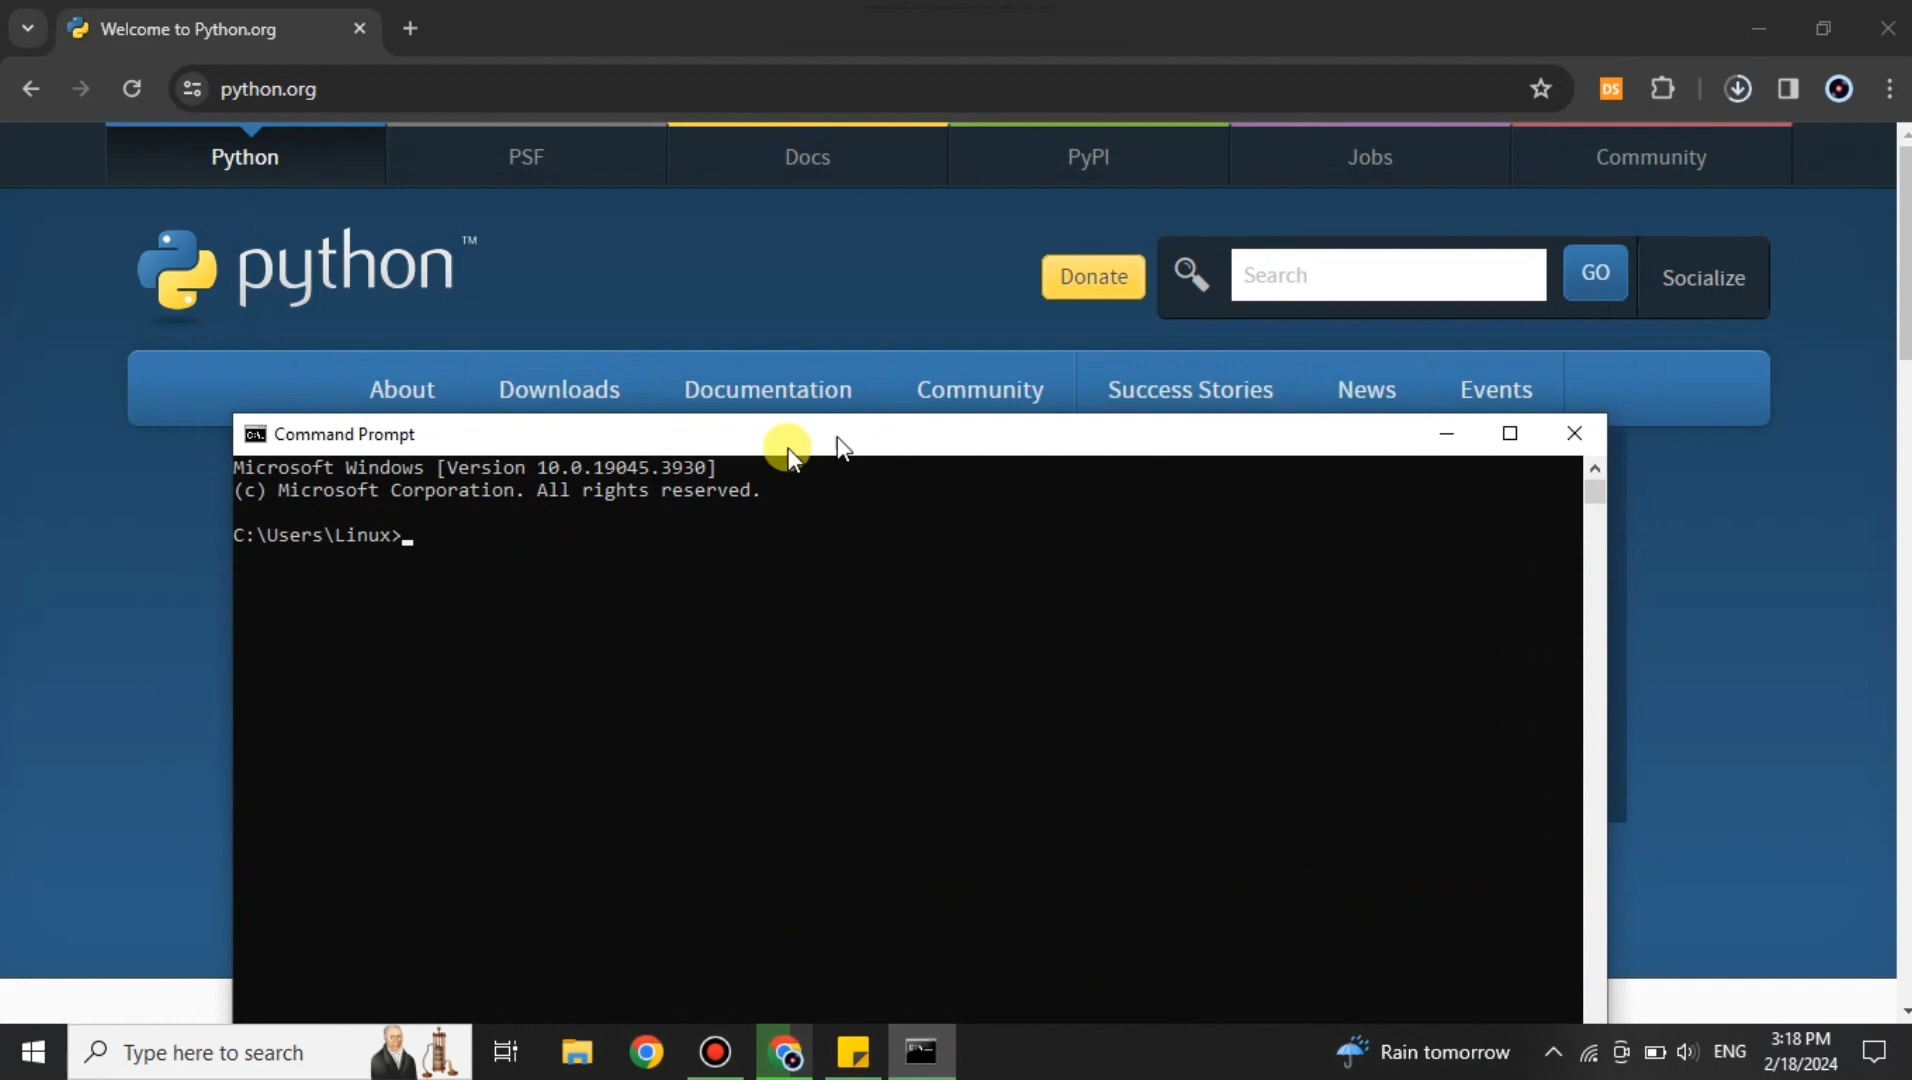 Welcome to Python.org
python.org
DS
Python
PSF
Docs
PyPI
Jobs
Community
python™
Donate
Search
GO
Socialize
About
Downloads
Documentation
Community
Success Stories
News
Events
C:\. Command Prompt
Microsoft Windows [Version 10.0.19045.3930]
(c) Microsoft Corporation. All rights reserved.
C:\Users\Linux>
Type here to search
Rain tomorrow
ENG
3:18 PM
2/18/2024